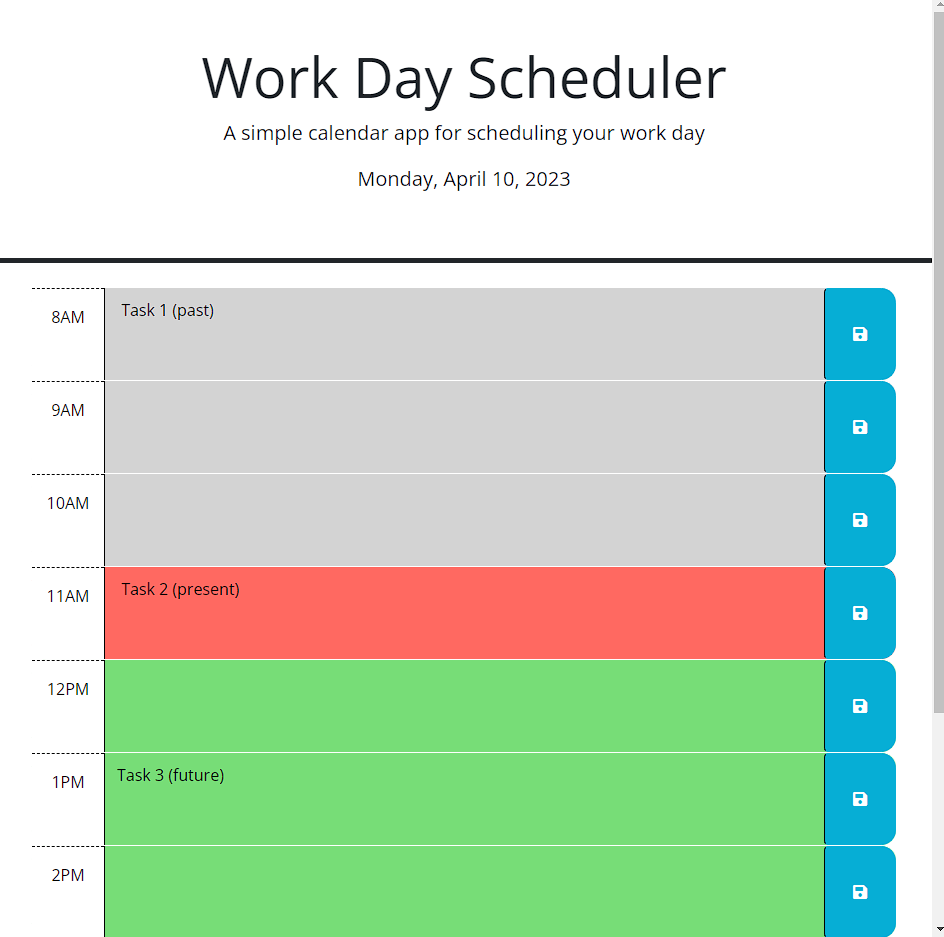 Work Day Scheduler
A simple calendar app for scheduling your work day
Monday, April 10, 2023
8AM
Task 1 (past)
9AM
10AM
11AM
Task 2 (present)
12PM
1PM
Task 3 (future)
2PM